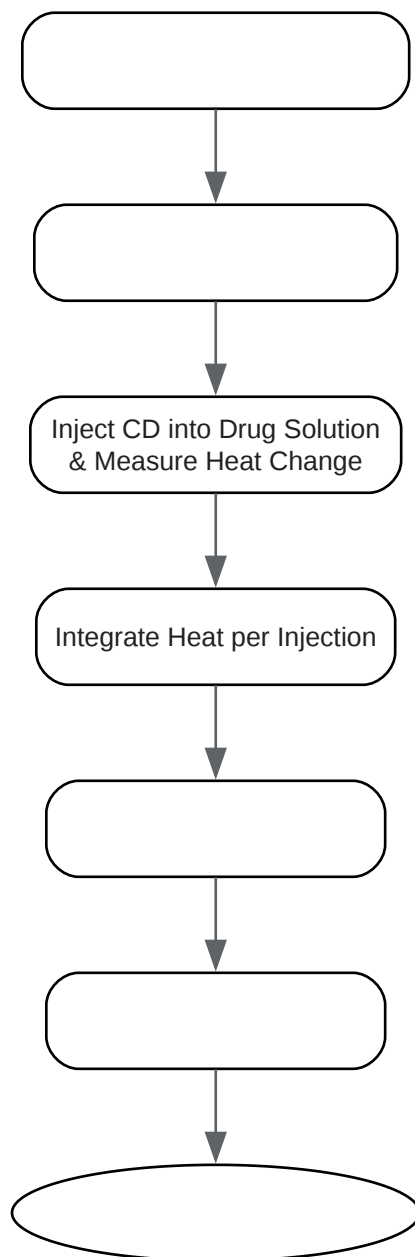 Inject CD into Drug Solution
& Measure Heat Change
Integrate Heat per Injection